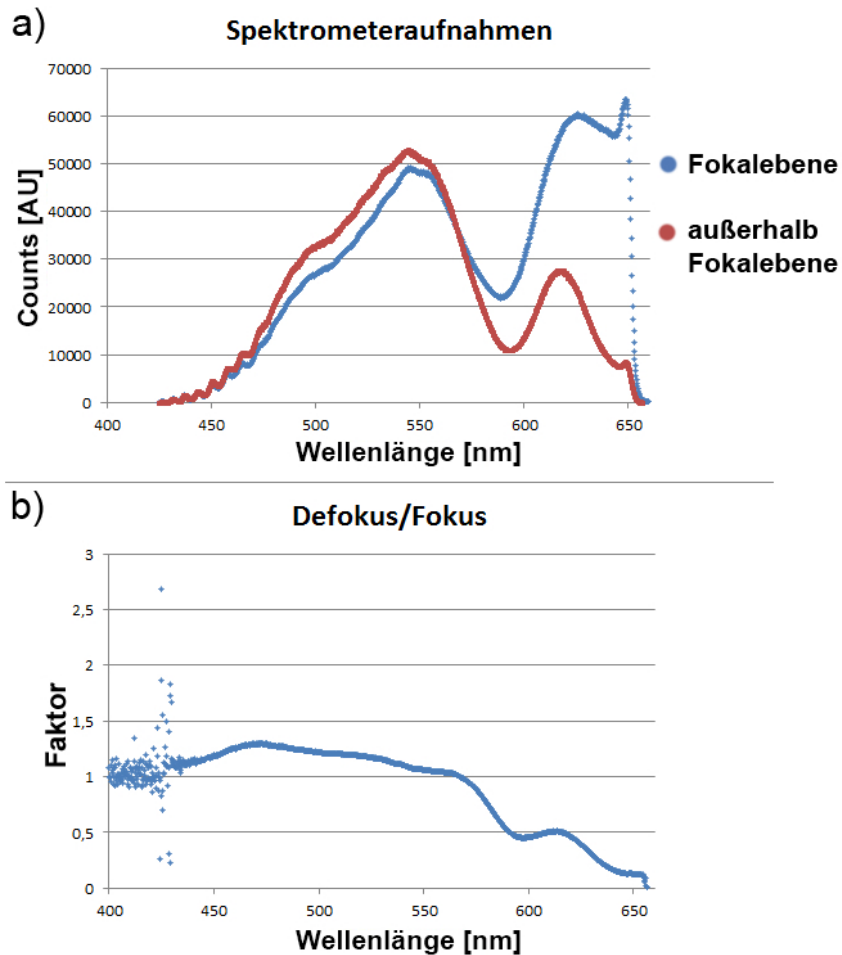 a)
Spektrometeraufnahmen
70000
60000
50000
40000
30000
20000
10000
0
Counts [AU]
400 450 500 550 600 650
Wellenlänge [nm]
Fokalebene
außerhalb
Fokalebene
b)
Defokus/Fokus
3
2,5
2
1,5
1
0,5
0
Faktor
400 450 500 550 600 650
Wellenlänge [nm]